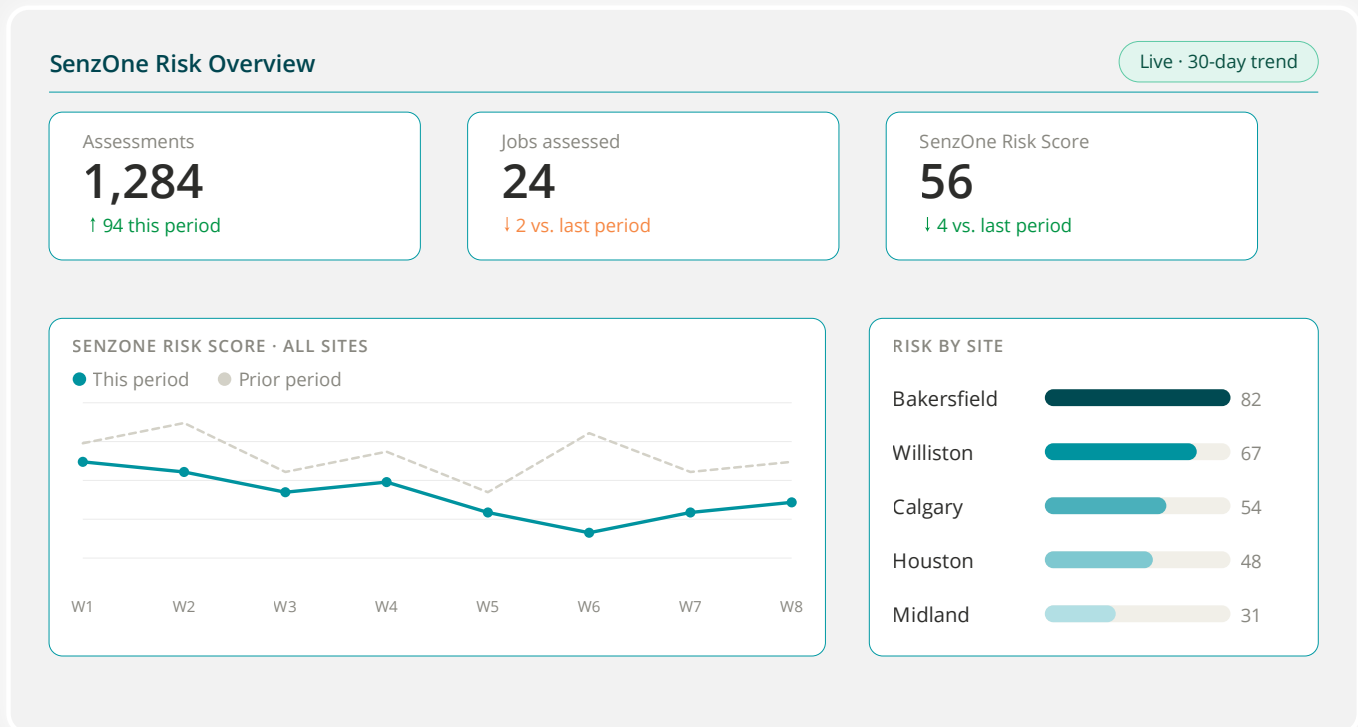 SenzOne Risk Overview
Live · 30-day trend
Assessments
1,284
↑ 94 this period
Jobs assessed
24
↓ 2 vs. last period
SenzOne Risk Score
56
↓ 4 vs. last period
SENZONE RISK SCORE · ALL SITES
This period Prior period
W1 W2 W3 W4 W5 W6 W7 W8
RISK BY SITE
Bakersfield 82
Williston 67
Calgary 54
Houston 48
Midland 31